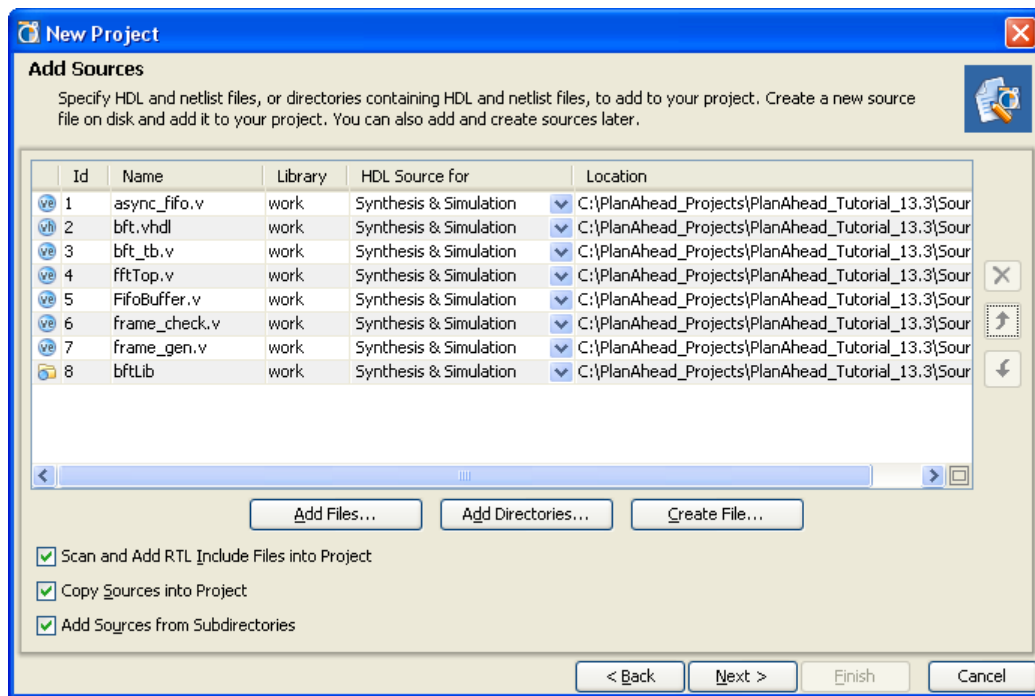 New Project
Add Sources
Specify HDL and netlist files, or directories containing HDL and netlist files, to add to your project. Create a new source
file on disk and add it to your project. You can also add and create sources later.
Id Name Library HDL Source for Location
ve 1 async_fifo.v work Synthesis & Simulation C:\PlanAhead_Projects\PlanAhead_Tutorial_13.3\Sour
vh 2 bft.vhdl work Synthesis & Simulation C:\PlanAhead_Projects\PlanAhead_Tutorial_13.3\Sour
ve 3 bft_tb.v work Synthesis & Simulation C:\PlanAhead_Projects\PlanAhead_Tutorial_13.3\Sour
ve 4 fftTop.v work Synthesis & Simulation C:\PlanAhead_Projects\PlanAhead_Tutorial_13.3\Sour
ve 5 FifoBuffer.v work Synthesis & Simulation C:\PlanAhead_Projects\PlanAhead_Tutorial_13.3\Sour
ve 6 frame_check.v work Synthesis & Simulation C:\PlanAhead_Projects\PlanAhead_Tutorial_13.3\Sour
ve 7 frame_gen.v work Synthesis & Simulation C:\PlanAhead_Projects\PlanAhead_Tutorial_13.3\Sour
8 bftLib work Synthesis & Simulation C:\PlanAhead_Projects\PlanAhead_Tutorial_13.3\Sour
Add Files... Add Directories... Create File...
Scan and Add RTL Include Files into Project
Copy Sources into Project
Add Sources from Subdirectories
< Back Next > Finish Cancel